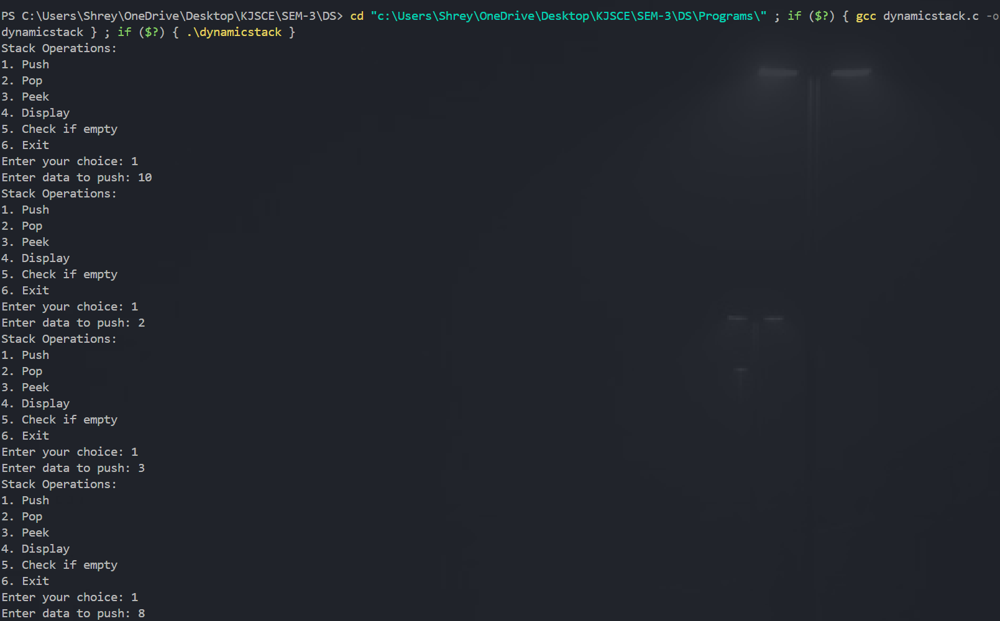 PS C:\Users\Shrey\OneDrive\Desktop\KJSCE\SEM-3\DS> cd "c:\Users\Shrey\OneDrive\Desktop\KJSCE\SEM-3\DS\Programs\" ; if ($?) { gcc dynamicstack.c -o
dynamicstack } ; if ($?) { .\dynamicstack }
Stack Operations:
1. Push
2. Pop
3. Peek
4. Display
5. Check if empty
6. Exit
Enter your choice: 1
Enter data to push: 10
Stack Operations:
1. Push
2. Pop
3. Peek
4. Display
5. Check if empty
6. Exit
Enter your choice: 1
Enter data to push: 2
Stack Operations:
1. Push
2. Pop
3. Peek
4. Display
5. Check if empty
6. Exit
Enter your choice: 1
Enter data to push: 3
Stack Operations:
1. Push
2. Pop
3. Peek
4. Display
5. Check if empty
6. Exit
Enter your choice: 1
Enter data to push: 8